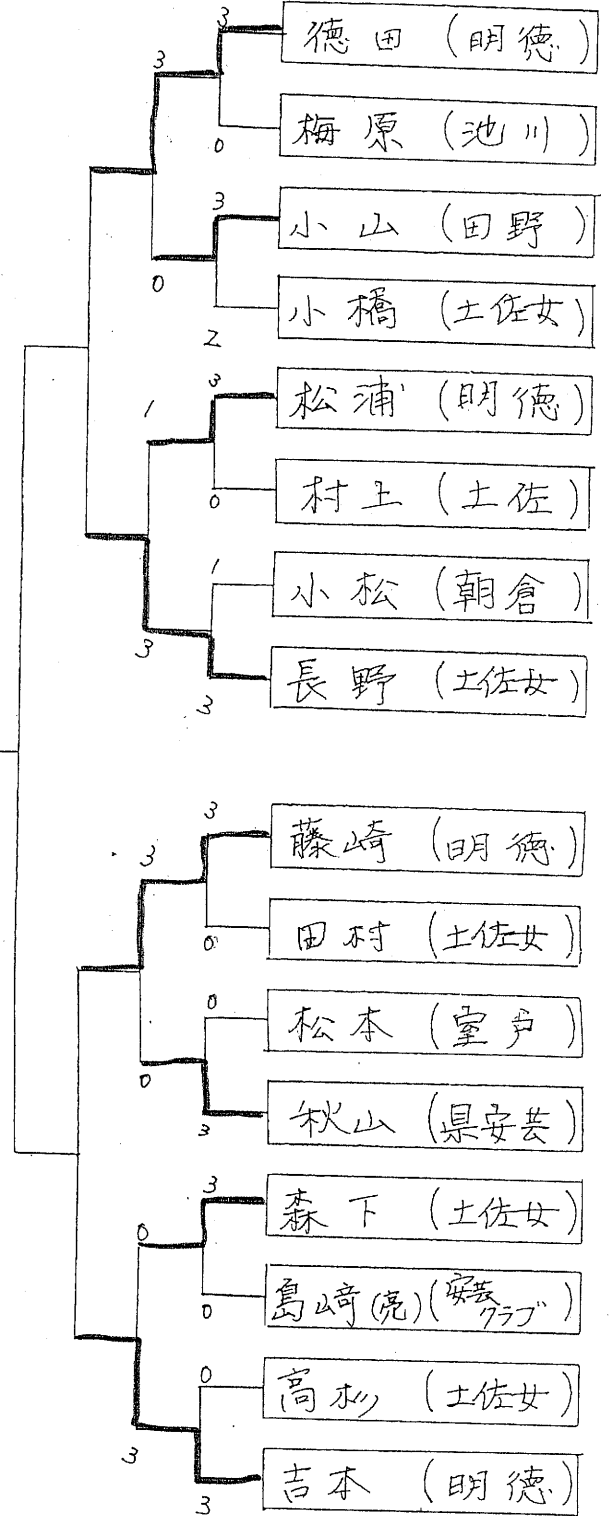 3
徳田(明徳)
3
0
梅原(池川)
3
小山(田野)
0
2
小橋(土佐女)
3
松浦(明徳)
1
0
村上(土佐)
1
小松(朝倉)
3
3
長野(土佐女)
3
藤崎(明徳)
3
0
田村(土佐女)
0
松本(室戸)
0
3
秋山(県安芸)
3
森下(土佐女)
0
0
島崎(亮)(安芸クラブ)
0
高杉(土佐女)
3
3
吉本(明徳)